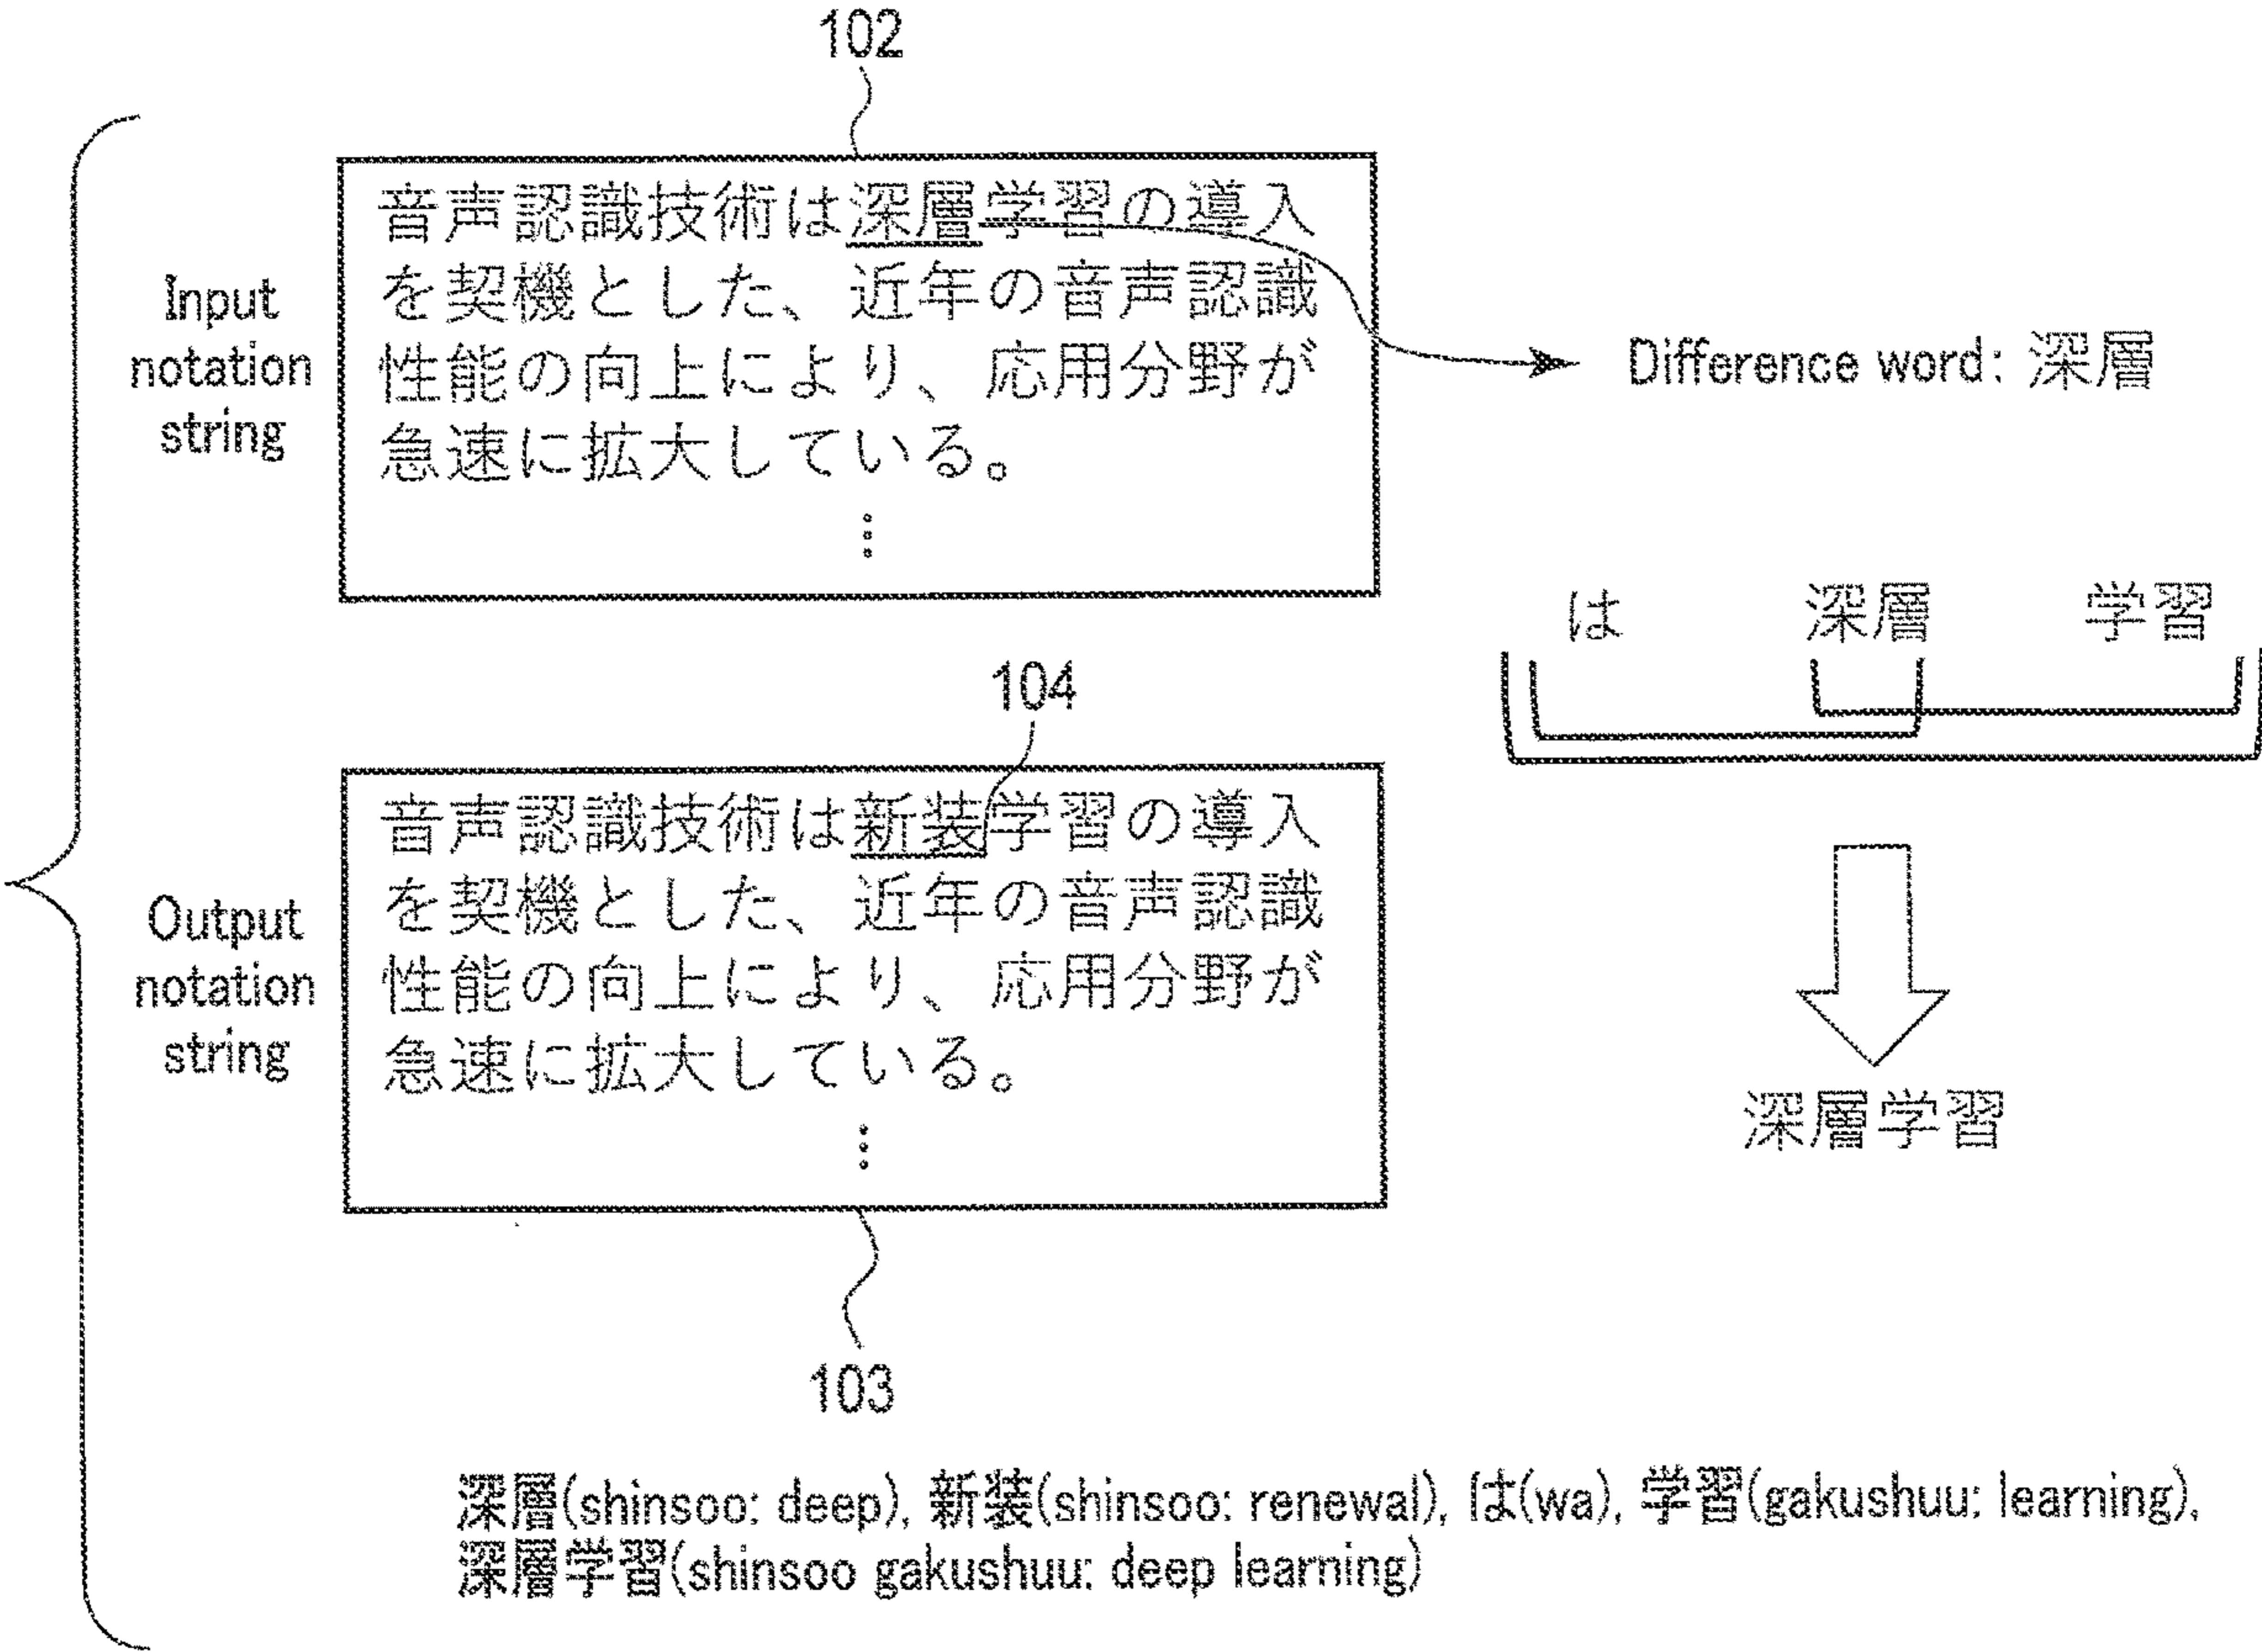 102
Input
notation
string
音声認識技術は深層学習の導入
を契機とした、近年の音声認識
性能の向上により、応用分野が
急速に拡大している。
⋮
Difference word: 深層
は 深層 学習
深層学習
104
Output
notation
string
音声認識技術は新装学習の導入
を契機とした、近年の音声認識
性能の向上により、応用分野が
急速に拡大している。
⋮
103
深層(shinsoo: deep), 新装(shinsoo: renewal), は(wa), 学習(gakushuu: learning),
深層学習(shinsoo gakushuu: deep learning)